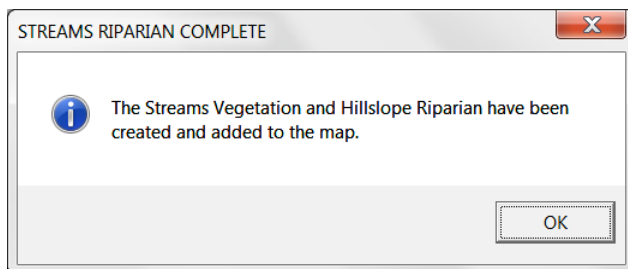 STREAMS RIPARIAN COMPLETE
The Streams Vegetation and Hillslope Riparian have been
created and added to the map.
OK